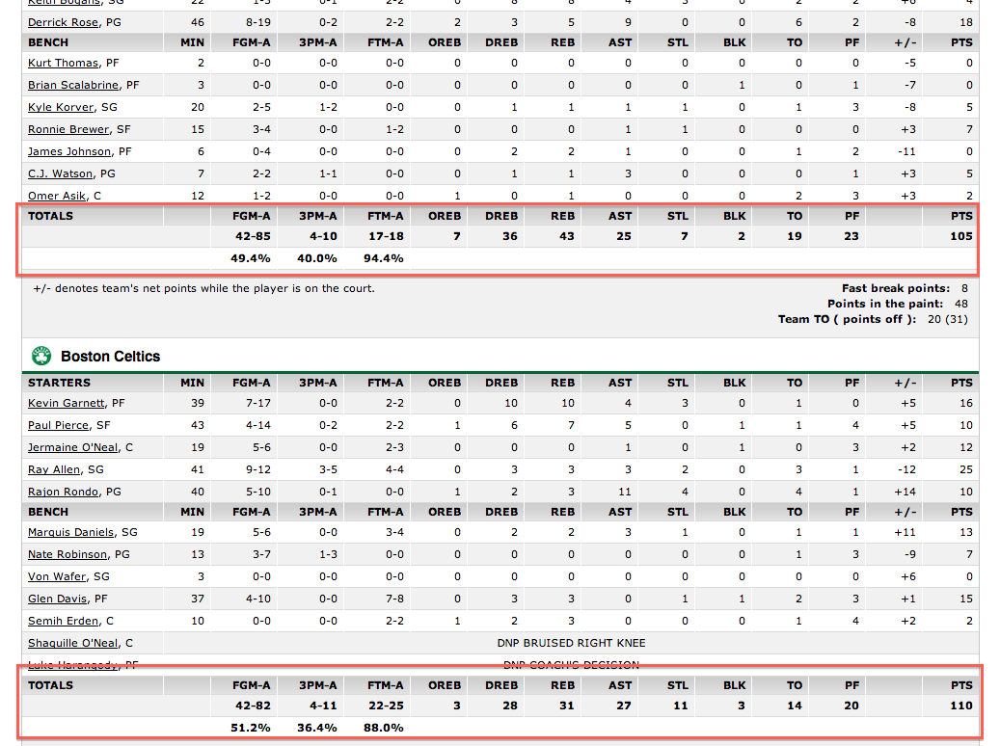 Keith Bogans, SG
Derrick Rose, PG 46 8-19 0-2 2-2 2 3 5 9 0 0 6 2 -8 18
BENCH MIN FGM-A 3PM-A FTM-A OREB DREB REB AST STL BLK TO PF +/- PTS
Kurt Thomas, PF 2 0-0 0-0 0-0 0 0 0 0 0 0 0 0 -5 0
Brian Scalabrine, PF 3 0-0 0-0 0-0 0 0 0 0 0 1 0 1 -7 0
Kyle Korver, SG 20 2-5 1-2 0-0 0 1 1 1 1 0 1 3 -8 5
Ronnie Brewer, SF 15 3-4 0-0 1-2 0 0 0 1 1 0 0 0 +3 7
James Johnson, PF 6 0-4 0-0 0-0 0 2 2 1 0 0 1 2 -11 0
C.J. Watson, PG 7 2-2 1-1 0-0 0 1 1 3 0 0 0 1 +3 5
Omer Asik, C 12 1-2 0-0 0-0 1 0 1 0 0 0 2 3 +3 2
TOTALS FGM-A 3PM-A FTM-A OREB DREB REB AST STL BLK TO PF PTS
42-85 4-10 17-18 7 36 43 25 7 2 19 23 105
49.4% 40.0% 94.4%
+/- denotes team's net points while the player is on the court.
Fast break points: 8
Points in the paint: 48
Team TO ( points off ): 20 (31)
Boston Celtics
STARTERS MIN FGM-A 3PM-A FTM-A OREB DREB REB AST STL BLK TO PF +/- PTS
Kevin Garnett, PF 39 7-17 0-0 2-2 0 10 10 4 3 0 1 0 +5 16
Paul Pierce, SF 43 4-14 0-2 2-2 1 6 7 5 0 1 1 4 +5 10
Jermaine O'Neal, C 19 5-6 0-0 2-3 0 0 0 1 0 1 0 3 +2 12
Ray Allen, SG 41 9-12 3-5 4-4 0 3 3 3 2 0 3 1 -12 25
Rajon Rondo, PG 40 5-10 0-1 0-0 1 2 3 11 4 0 4 1 +14 10
BENCH MIN FGM-A 3PM-A FTM-A OREB DREB REB AST STL BLK TO PF +/- PTS
Marquis Daniels, SG 19 5-6 0-0 3-4 0 2 2 3 1 0 1 1 +11 13
Nate Robinson, PG 13 3-7 1-3 0-0 0 0 0 0 0 0 1 3 -9 7
Von Wafer, SG 3 0-0 0-0 0-0 0 0 0 0 0 0 0 0 +6 0
Glen Davis, PF 37 4-10 0-0 7-8 0 3 3 0 1 1 2 3 +1 15
Semih Erden, C 10 0-0 0-0 2-2 1 2 3 0 0 0 1 4 +2 2
Shaquille O'Neal, C DNP BRUISED RIGHT KNEE
Luke Harangody, PF DNP COACH'S DECISION
TOTALS FGM-A 3PM-A FTM-A OREB DREB REB AST STL BLK TO PF PTS
42-82 4-11 22-25 3 28 31 27 11 3 14 20 110
51.2% 36.4% 88.0%